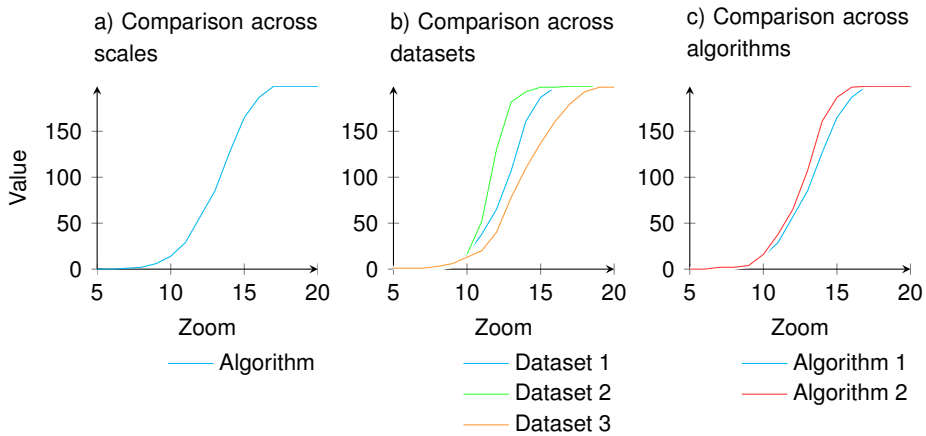 a) Comparison across
scales
b) Comparison across
datasets
c) Comparison across
algorithms
Value
150
100
50
0
5
10
15
20
Zoom
Algorithm
150
100
50
0
5
10
15
20
Zoom
Dataset 1
Dataset 2
Dataset 3
150
100
50
0
5
10
15
20
Zoom
Algorithm 1
Algorithm 2